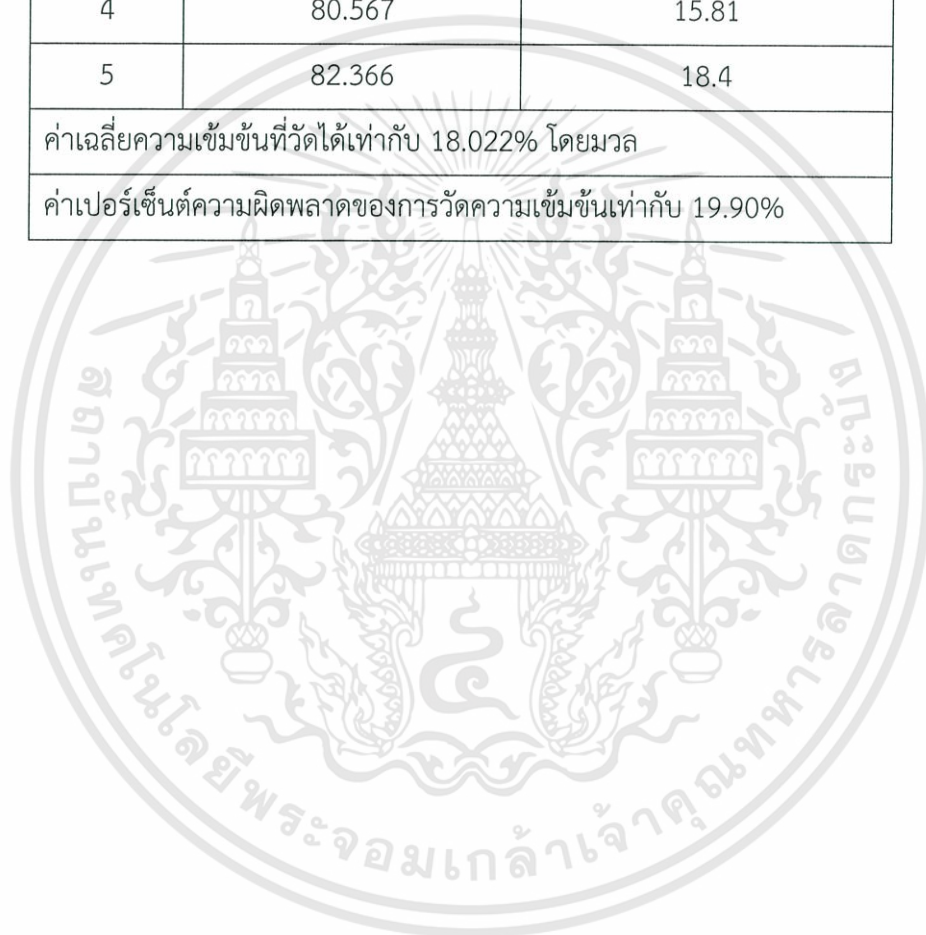 4 80.567 15.81
5 82.366 18.4
ค่าเฉลี่ยความเข้มข้นที่วัดได้เท่ากับ 18.022% โดยมวล
ค่าเปอร์เซ็นต์ความผิดพลาดของการวัดความเข้มข้นเท่ากับ 19.90%
สถาบันเทคโนโลยีพระจอมเกล้าเจ้าคุณทหารลาดกระบัง
๔